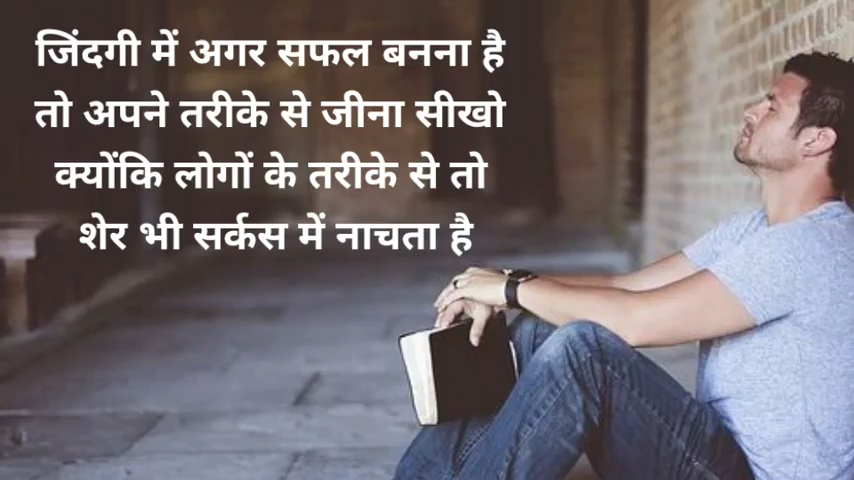 जिंदगी में अगर सफल बनना है
तो अपने तरीके से जीना सीखो
क्योंकि लोगों के तरीके से तो
शेर भी सर्कस में नाचता है